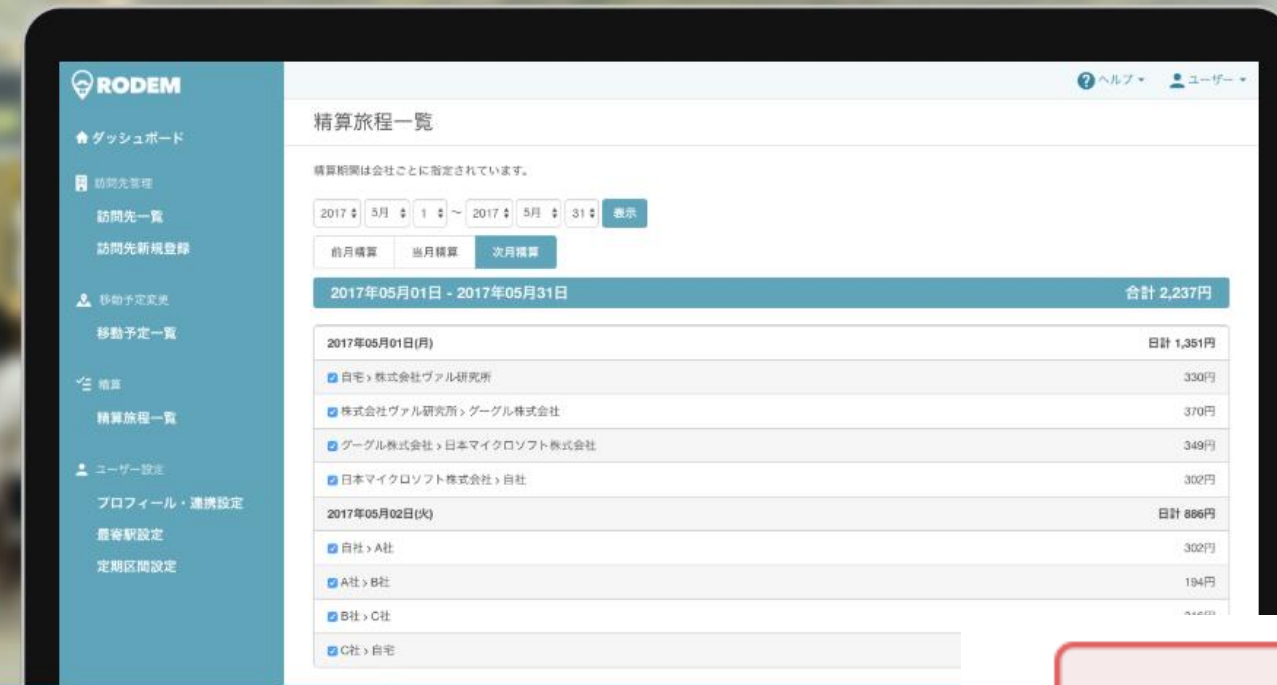 RODEM
ヘルプ
ユーザー
ダッシュボード
訪問先管理
訪問先一覧
訪問先新規登録
移動予定変更
移動予定一覧
精算
精算旅程一覧
ユーザー設定
プロフィール・連携設定
最寄駅設定
定期区間設定
精算旅程一覧
精算期間は会社ごとに指定されています。
2017 5月 1 ~ 2017 5月 31 表示
前月精算 当月精算 次月精算
2017年05月01日 - 2017年05月31日 合計 2,237円
2017年05月01日(月) 日計 1,351円
自宅 › 株式会社ヴァル研究所 330円
株式会社ヴァル研究所 › グーグル株式会社 370円
グーグル株式会社 › 日本マイクロソフト株式会社 349円
日本マイクロソフト株式会社 › 自社 302円
2017年05月02日(火) 日計 886円
自社 › A社 302円
A社 › B社 194円
B社 › C社
C社 › 自宅